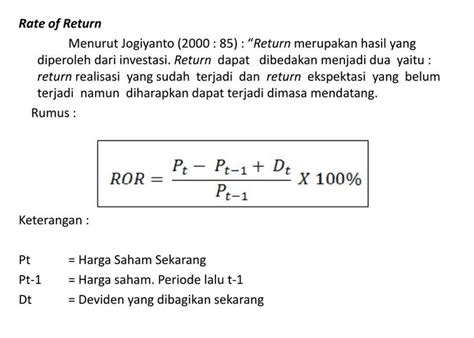 Rate of Return
Menurut Jogiyanto (2000 : 85) : “Return merupakan hasil yang
diperoleh dari investasi. Return dapat dibedakan menjadi dua yaitu :
return realisasi yang sudah terjadi dan return ekspektasi yang belum
terjadi namun diharapkan dapat terjadi dimasa mendatang.
Rumus :
ROR = (P_t − P_{t−1} + D_t) / P_{t−1} X 100%
Keterangan :
Pt = Harga Saham Sekarang
Pt-1 = Harga saham. Periode lalu t-1
Dt = Deviden yang dibagikan sekarang